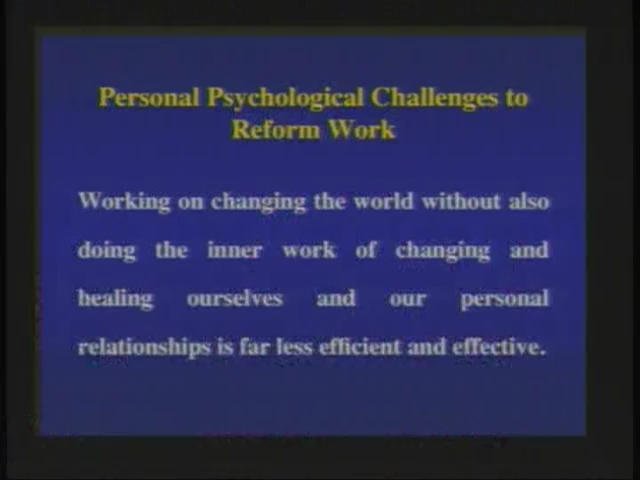 Personal Psychological Challenges to
Reform Work
Working on changing the world without also
doing the inner work of changing and
healing ourselves and our personal
relationships is far less efficient and effective.